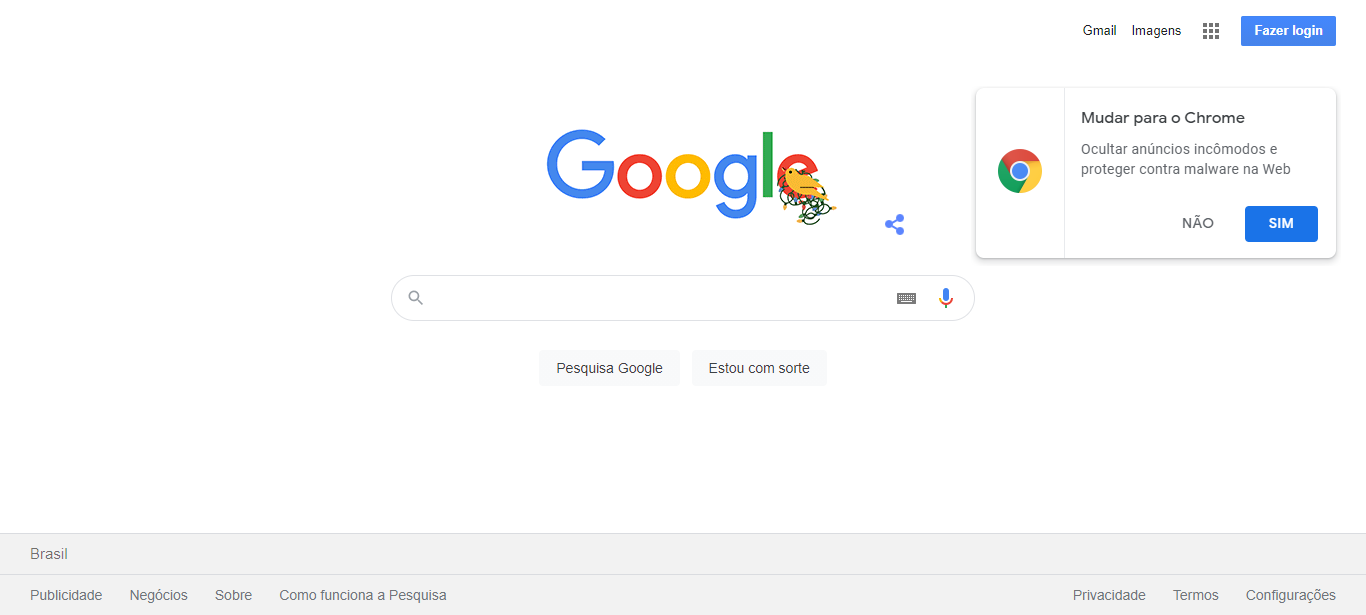 Gmail Imagens Fazer login
Mudar para o Chrome
Ocultar anúncios incômodos e
proteger contra malware na Web
NÃO SIM
Google
Pesquisa Google Estou com sorte
Brasil
Publicidade Negócios Sobre Como funciona a Pesquisa Privacidade Termos Configurações